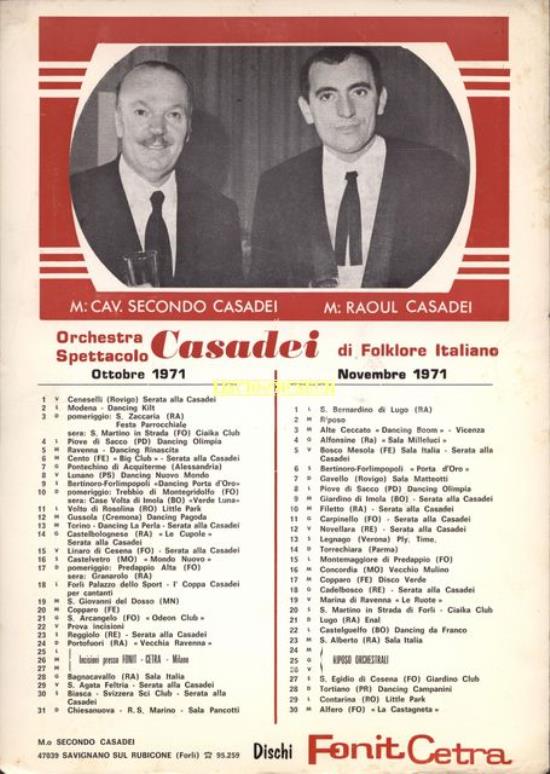 M: CAV. SECONDO CASADEI
M: RAOUL CASADEI
Orchestra Spettacolo Casadei di Folklore Italiano
Ottobre 1971
1 V Ceneselli (Rovigo) Serata alla Casadei
2 S Modena - Dancing Kilt
3 D pomeriggio: S. Zaccaria (RA)
Festa Parrocchiale
sera: S. Martino in Strada (FO) Ciaika Club
4 L Piove di Sacco (PD) Dancing Olimpia
5 M Ravenna - Dancing Rinascita
6 M Cento (FE) « Big Club » - Serata alla Casadei
7 G Pontechino di Acquiterme (Alessandria)
8 V Lunano (PS) Dancing Nuovo Mondo
9 S Bertinoro-Forlimpopoli «Dancing Porta d'Oro»
10 D pomeriggio: Trebbio di Montegridolfo (FO)
sera: Case Volta di Imola (BO) «Verde Luna»
11 L Volto di Rosolina (RO) Little Park
12 M Gussola (Cremona) Dancing Pagoda
13 M Torino - Dancing La Perla - Serata alla Casadei
14 G Castelbolognese (RA) « Le Cupole »
Serata alla Casadei
15 V Linaro di Cesena (FO) - Serata alla Casadei
16 S Castelvetro (MO) « Mondo Nuovo »
17 D pomeriggio: Predapio Alta (FO)
sera: Granarolo (RA)
18 L Forlì Palazzo dello Sport - I° Coppa Casadei
per cantanti
19 M S. Giovanni del Dosso (MN)
20 M Copparo (FE)
21 G S. Arcangelo (FO) « Odeon Club »
22 V Prova incisioni
23 S Reggiolo (RE) - Serata alla Casadei
24 D Portofuori (RA) « Vecchia Ravenna »
25 L
26 M Incisioni presso FONIT - CETRA - Milano
27 M
28 G Bagnacavallo (RA) Sala Italia
29 V S. Agata Feltria - Serata alla Casadei
30 S Biasca - Svizzera Sci Club - Serata alla
Casadei
31 D Chiesanuova - R.S. Marino - Sala Pancotti
Novembre 1971
1 L S. Bernardino di Lugo (RA)
2 M Riposo
3 M Alte Ceccato « Dancing Boom » - Vicenza
4 G Alfonsine (Ra) « Sala Milleluci »
5 V Bosco Mesola (FE) Sala Italia - Serata alla
Casadei
6 S Bertinoro-Forlimpopoli « Porta d'Oro »
7 D Gavello (Rovigo) Sala Matteotti
8 L Piova di Sacco (PD) Dancing Olimpia
9 M Giardino di Imola (BO) - Serata alla Casadei
10 M Filetto (RA) - Serata alla Casadei
11 G Carpinello (FO) - Serata alla Casadei
12 V Novellara (RE) - Serata alla Casadei
13 S Legnago (Verona) Ply. Time.
14 D Torrechiara (Parma)
15 L Montemaggiore di Predappio (FO)
16 M Concordia (MO) Vecchio Mulino
17 M Copparo (FE) Disco Verde
18 G Cadelbosco (RE) - Serata alla Casadei
19 V Marina di Ravenna « Le Ruote »
20 S S. Martino in Strada di Forlì - Ciaika Club
21 D Lugo (RA) Enal
22 L Castelguelfo (BO) Dancing da Franco
23 M S. Alberto (RA) Sala Italia
24 M
25 G RIPOSO ORCHESTRALI
26 V
27 S S. Egidio di Cesena (FO) Giardino Club
28 D Tortiano (PR) Dancing Campanini
29 L Contarina (RO) Little Park
30 M Alfero (FO) « La Castagneta »
M.o SECONDO CASADEI
47039 SAVIGNANO SUL RUBICONE (Forlì) ☎ 95.259
Dischi Fonit Cetra